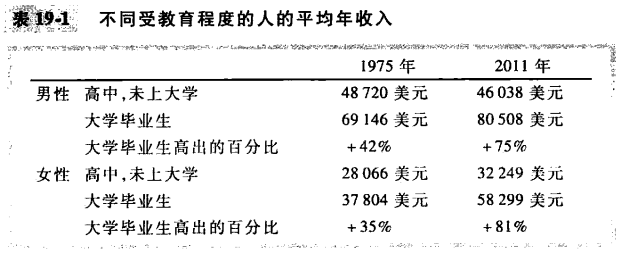 表 19-1 不同受教育程度的人的平均年收入
1975 年 2011 年
男性 高中,未上大学 48 720 美元 46 038 美元
大学毕业生 69 146 美元 80 508 美元
大学毕业生高出的百分比 +42% +75%
女性 高中,未上大学 28 066 美元 32 249 美元
大学毕业生 37 804 美元 58 299 美元
大学毕业生高出的百分比 +35% +81%